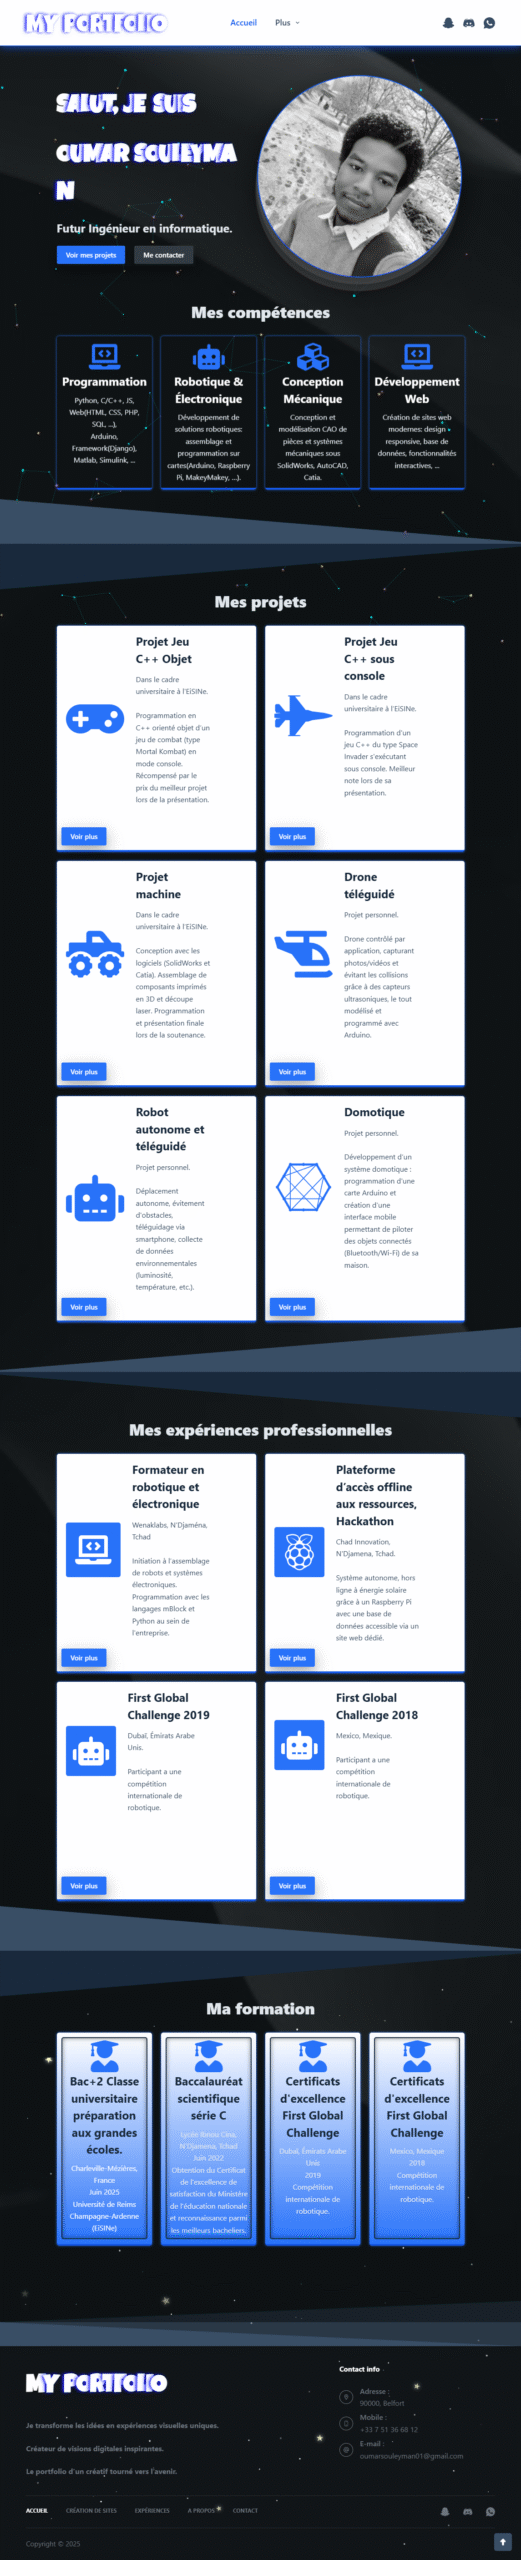 MY PORTFOLIO
Accueil
Plus
SALUT, JE SUIS
OUMAR SOULEYMA
N
Futur Ingénieur en informatique.
Voir mes projets
Me contacter
Mes compétences
Programmation
Python, C/C++, JS,
Web(HTML, CSS, PHP,
SQL, ...),
Arduino,
Framework(Django),
Matlab, Simulink, ...
Robotique &
Électronique
Développement de
solutions robotiques:
assemblage et
programmation sur
cartes(Arduino, Raspberry
Pi, MakeyMakey, ...).
Conception
Mécanique
Conception et
modélisation CAO de
pièces et systèmes
mécaniques sous
SolidWorks, AutoCAD,
Catia.
Développement
Web
Création de sites web
modernes: design
responsive, base de
données, fonctionnalités
interactives, ...
Mes projets
Projet Jeu
C++ Objet
Dans le cadre
universitaire à l'EiSINe.
Programmation en
C++ orienté objet d'un
jeu de combat (type
Mortal Kombat) en
mode console.
Récompensé par le
prix du meilleur projet
lors de la présentation.
Voir plus
Projet Jeu
C++ sous
console
Dans le cadre
universitaire à l'EiSINe.
Programmation d'un
jeu C++ du type Space
Invader s'exécutant
sous console. Meilleur
note lors de sa
présentation.
Voir plus
Projet
machine
Dans le cadre
universitaire à l'EiSINe.
Conception avec les
logiciels (SolidWorks et
Catia). Assemblage de
composants imprimés
en 3D et découpe
laser. Programmation
et présentation finale
lors de la soutenance.
Voir plus
Drone
téléguidé
Projet personnel.
Drone contrôlé par
application, capturant
photos/vidéos et
évitant les collisions
grâce à des capteurs
ultrasoniques, le tout
modélisé et
programmé avec
Arduino.
Voir plus
Robot
autonome et
téléguidé
Projet personnel.
Déplacement
autonome, évitement
d'obstacles,
téléguidage via
smartphone, collecte
de données
environnementales
(luminosité,
température, etc.).
Voir plus
Domotique
Projet personnel.
Développement d'un
système domotique :
programmation d'une
carte Arduino et
création d'une
interface mobile
permettant de piloter
des objets connectés
(Bluetooth/Wi-Fi) de sa
maison.
Voir plus
Mes expériences professionnelles
Formateur en
robotique et
électronique
Wenaklabs, N'Djaména,
Tchad
Initiation à l'assemblage
de robots et systèmes
électroniques.
Programmation avec les
langages mBlock et
Python au sein de
l'entreprise.
Voir plus
Plateforme
d'accès offline
aux ressources,
Hackathon
Chad Innovation,
N'Djamena, Tchad.
Système autonome, hors
ligne à énergie solaire
grâce à un Raspberry Pi
avec une base de
données accessible via un
site web dédié.
Voir plus
First Global
Challenge 2019
Dubaï, Émirats Arabe
Unis.
Participant a une
compétition
internationale de
robotique.
Voir plus
First Global
Challenge 2018
Mexico, Mexique.
Participant a une
compétition
internationale de
robotique.
Voir plus
Ma formation
Bac+2 Classe
universitaire
préparation
aux grandes
écoles.
Charleville-Mézières,
France
Juin 2025
Université de Reims
Champagne-Ardenne
(EiSINe)
Baccalauréat
scientifique
série C
Lycée Ibnou Cina,
N'Djamena, Tchad
Juin 2022
Obtention du Certificat
de l'excellence de
satisfaction du Ministère
de l'éducation nationale
et reconnaissance parmi
les meilleurs bacheliers.
Certificats
d'excellence
First Global
Challenge
Dubaï, Émirats Arabe
Unis
2019
Compétition
internationale de
robotique.
Certificats
d'excellence
First Global
Challenge
Mexico, Mexique
2018
Compétition
internationale de
robotique.
MY PORTFOLIO
Je transforme les idées en expériences visuelles uniques.
Créateur de visions digitales inspirantes.
Le portfolio d'un créatif tourné vers l'avenir.
Contact info
Adresse :
90000, Belfort
Mobile :
+33 7 51 36 68 12
E-mail :
oumarsouleyman01@gmail.com
ACCUEIL
CRÉATION DE SITES
EXPÉRIENCES
A PROPOS
CONTACT
Copyright © 2025